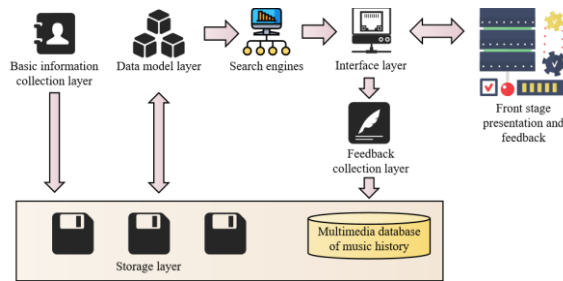 Basic information
collection layer
Data model layer
Search engines
Interface layer
Front stage
presentation and
feedback
Feedback
collection layer
Multimedia database
of music history
Storage layer